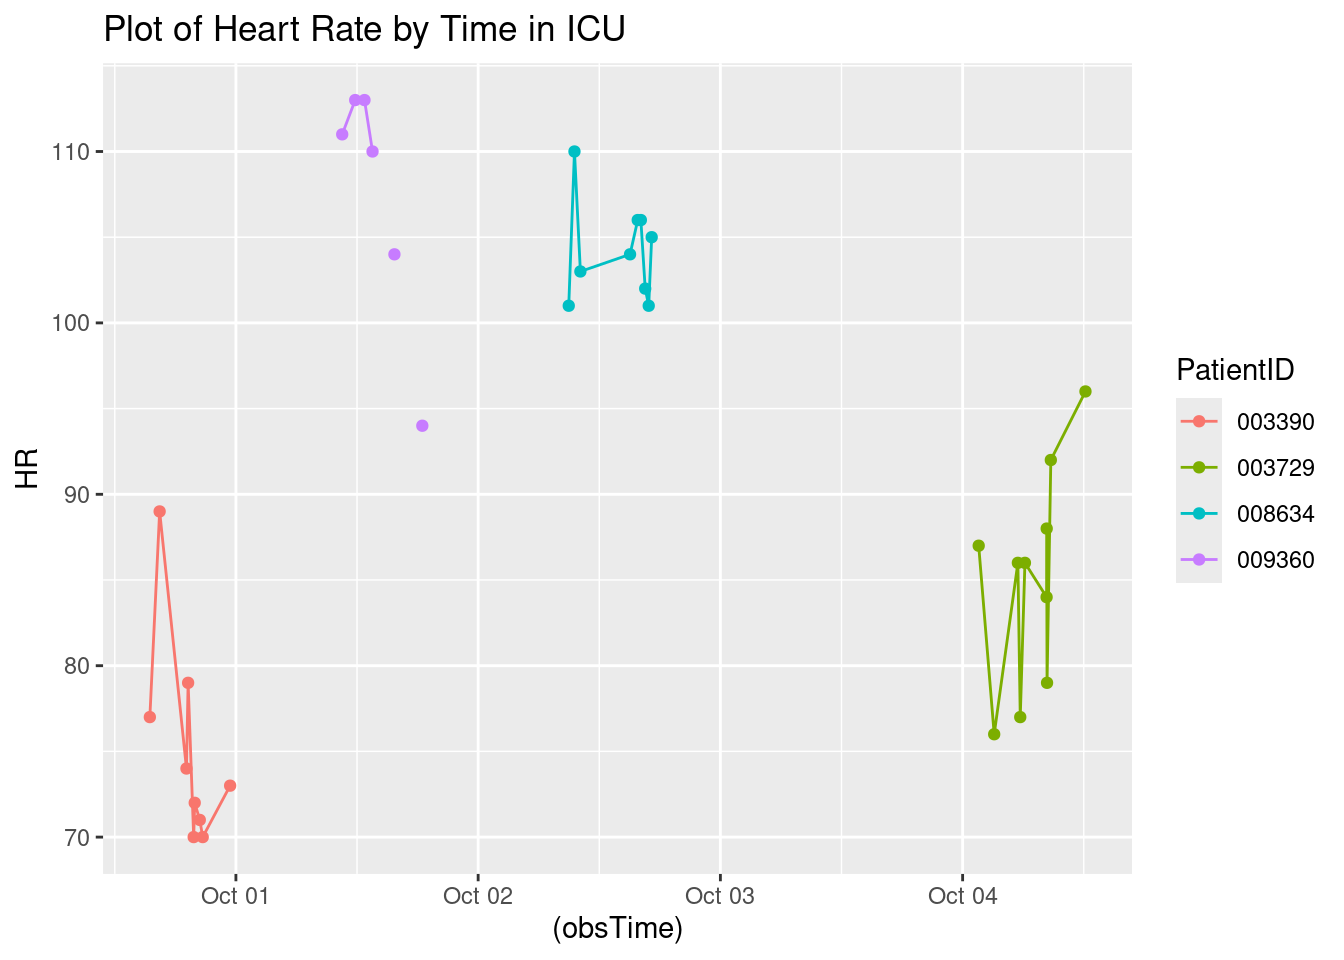 Plot of Heart Rate by Time in ICU
110
100
90
80
70
HR
Oct 01
Oct 02
Oct 03
Oct 04
(obsTime)
PatientID
003390
003729
008634
009360